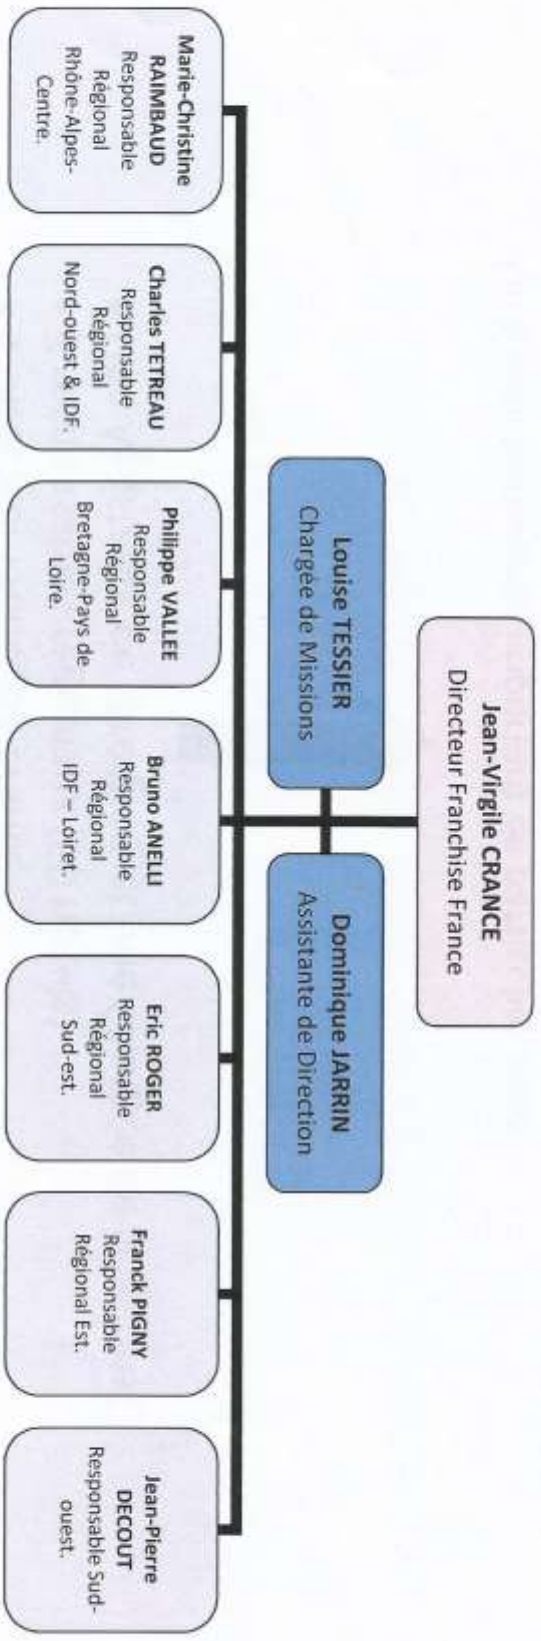 Jean-Virgile CRANCE
Directeur Franchise France
Louise TESSIER
Chargée de Missions
Dominique JARRIN
Assistante de Direction
Marie-Christine
RAIMBAUD
Responsable
Régional
Rhône-Alpes-
Centre.
Charles TETREAU
Responsable
Régional
Nord-ouest & IDF.
Philippe VALLEE
Responsable
Régional
Bretagne-Pays de
Loire.
Bruno ANELLI
Responsable
Régional
IDF – Loiret.
Eric ROGER
Responsable
Régional
Sud-est.
Franck PIGNY
Responsable
Régional Est.
Jean-Pierre
DECOUT
Responsable Sud-
ouest.